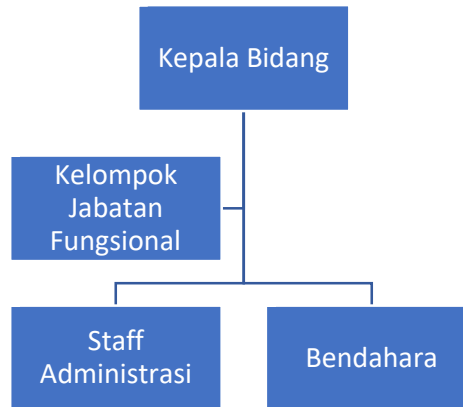 Kepala Bidang
Kelompok
Jabatan
Fungsional
Staff
Administrasi
Bendahara